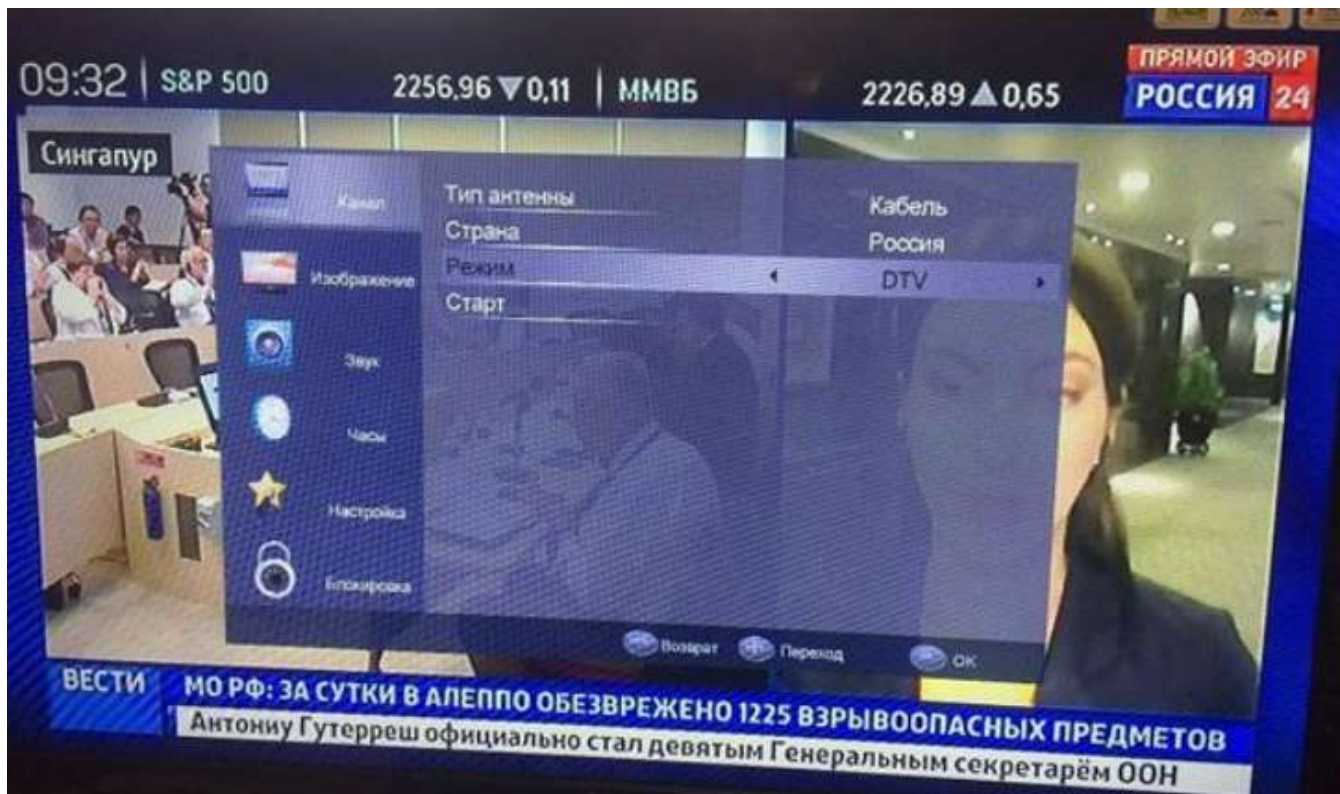 ПРЯМОЙ ЭФИР
09:32 | S&P 500 2256,96 ▼0,11 | ММВБ 2226,89 ▲0,65 РОССИЯ 24
Сингапур
Канал
Изображение
Звук
Часы
Настройка
Блокировка
Тип антенны Кабель
Страна Россия
Режим DTV
Старт
Возврат Переход OK
ВЕСТИ
МО РФ: ЗА СУТКИ В АЛЕППО ОБЕЗВРЕЖЕНО 1225 ВЗРЫВООПАСНЫХ ПРЕДМЕТОВ
Антониу Гутерреш официально стал девятым Генеральным секретарём ООН